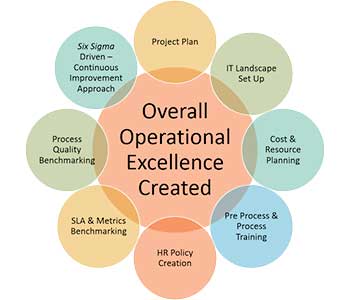 Project Plan
IT Landscape
Set Up
Cost &
Resource
Planning
Pre Process &
Process
Training
HR Policy
Creation
SLA & Metrics
Benchmarking
Process
Quality
Benchmarking
Six Sigma
Driven –
Continuous
Improvement
Approach
Overall
Operational
Excellence
Created